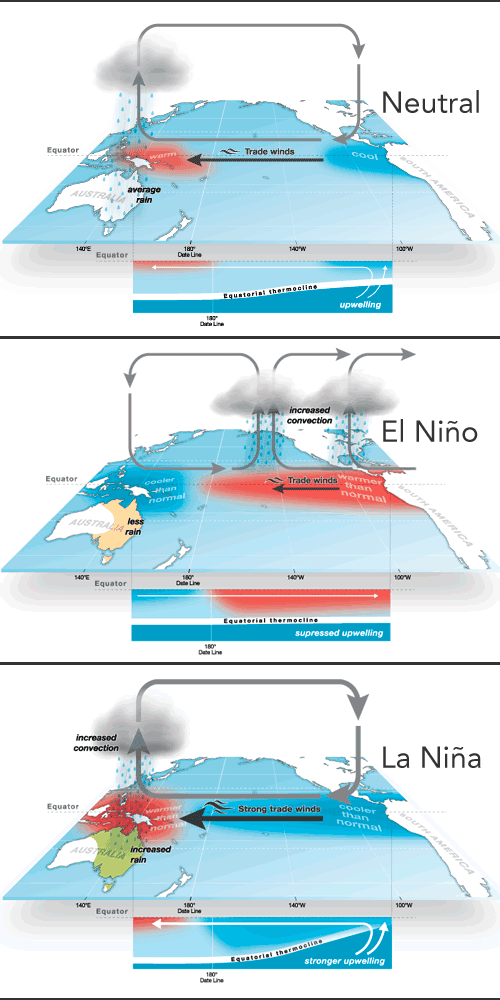 Neutral
Equator
warm
Trade winds
cool
AUSTRALIA
average
rain
SOUTH AMERICA
140°E
180°
Date Line
140°W
100°W
Equator
Equatorial thermocline
upwelling
180°
Date Line
increased
convection
El Niño
Equator
cooler
than
normal
Trade winds
warmer
than
normal
AUSTRALIA
less
rain
SOUTH AMERICA
140°E
180°
Date Line
140°W
100°W
Equator
Equatorial thermocline
supressed upwelling
180°
Date Line
increased
convection
La Niña
Equator
warmer
than
normal
Strong trade winds
cooler
than
normal
AUSTRALIA
increased
rain
SOUTH AMERICA
140°E
180°
Date Line
140°W
100°W
Equator
Equatorial thermocline
stronger upwelling
180°
Date Line